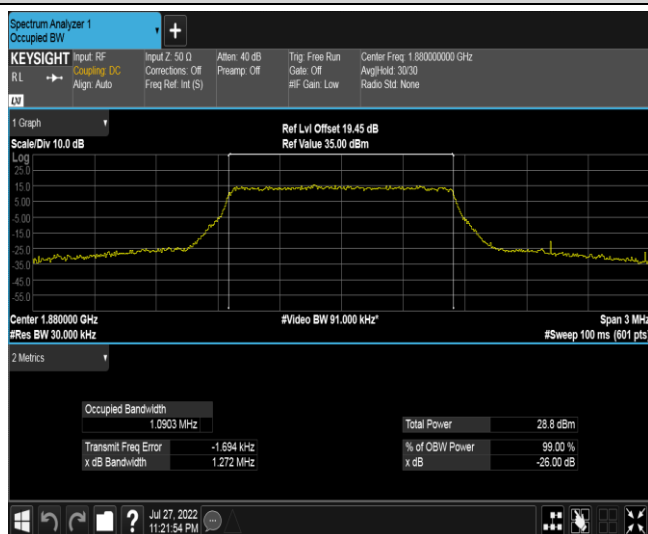 Spectrum Analyzer 1
Occupied BW
+
KEYSIGHT
RL
LXI
Input: RF
Coupling: DC
Align: Auto
Input Z: 50 Ω
Corrections: Off
Freq Ref: Int (S)
Atten: 40 dB
Preamp: Off
Trig: Free Run
Gate: Off
#IF Gain: Low
Center Freq: 1.880000000 GHz
Avg|Hold: 30/30
Radio Std: None
1 Graph
Scale/Div 10.0 dB
Ref Lvl Offset 19.45 dB
Ref Value 35.00 dBm
Log
25.0
15.0
5.00
-5.00
-15.0
-25.0
-35.0
-45.0
-55.0
Center 1.880000 GHz
#Res BW 30.000 kHz
#Video BW 91.000 kHz*
Span 3 MHz
#Sweep 100 ms (601 pts)
2 Metrics
Occupied Bandwidth
1.0903 MHz
Transmit Freq Error -1.694 kHz
x dB Bandwidth 1.272 MHz
Total Power 28.8 dBm
% of OBW Power 99.00 %
x dB -26.00 dB
?
Jul 27, 2022
11:21:54 PM